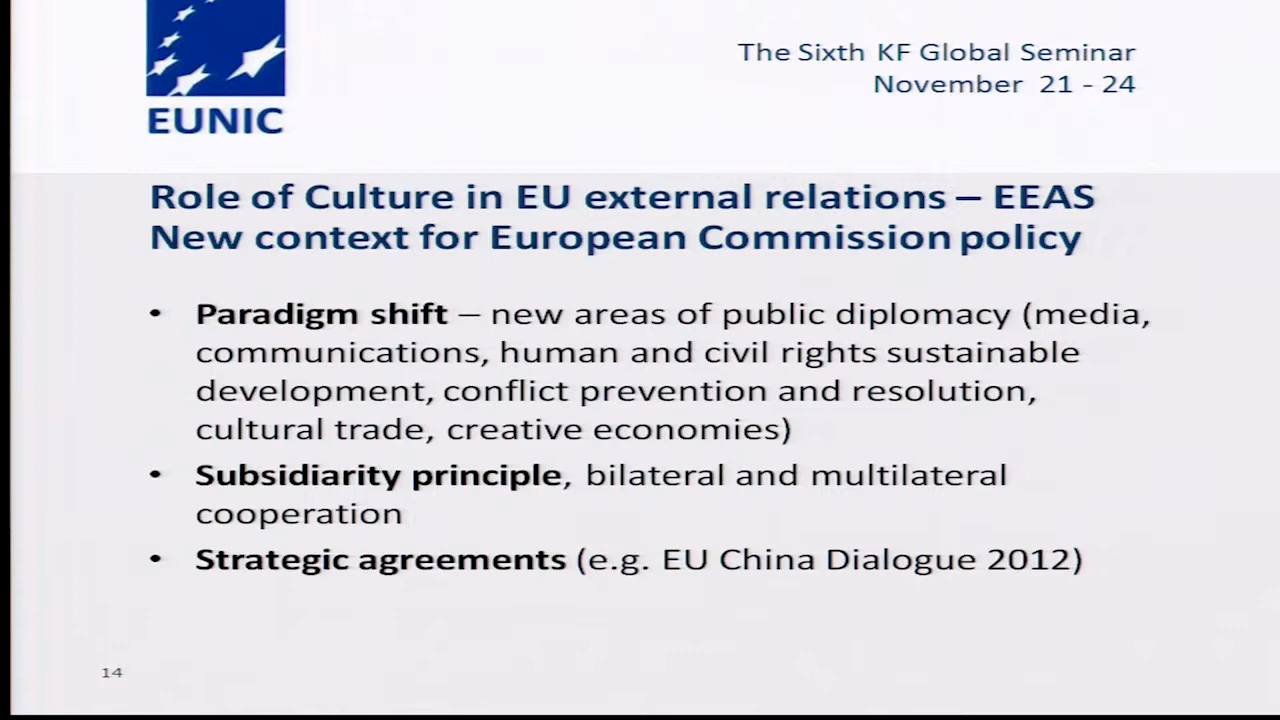 The Sixth KF Global Seminar
November 21 - 24
EUNIC
Role of Culture in EU external relations – EEAS
New context for European Commission policy
• Paradigm shift – new areas of public diplomacy (media,
communications, human and civil rights sustainable
development, conflict prevention and resolution,
cultural trade, creative economies)
• Subsidiarity principle, bilateral and multilateral
cooperation
• Strategic agreements (e.g. EU China Dialogue 2012)
14